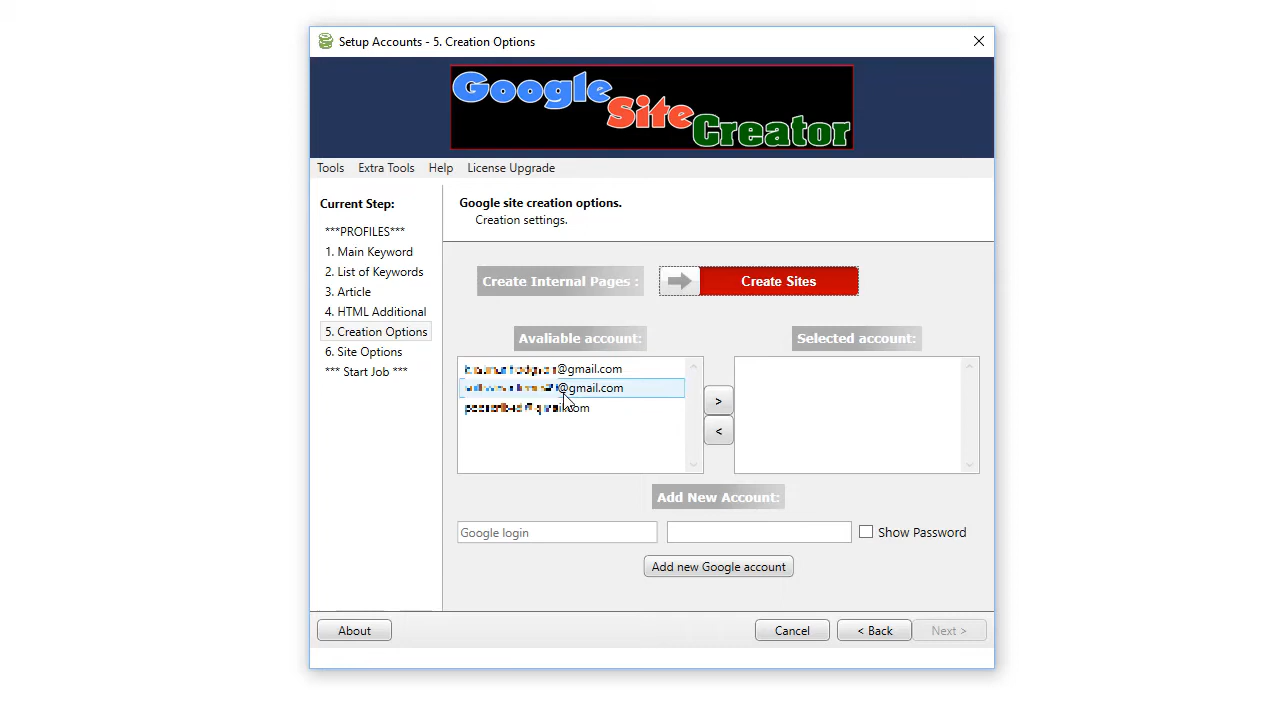 Setup Accounts - 5. Creation Options
Google
Site
Creator
Tools Extra Tools Help License Upgrade
Current Step:
***PROFILES***
1. Main Keyword
2. List of Keywords
3. Article
4. HTML Additional
5. Creation Options
6. Site Options
*** Start Job ***
Google site creation options.
Creation settings.
Create Internal Pages :
Create Sites
Avaliable account:
Selected account:
@gmail.com
@gmail.com
>
<
Add New Account:
Google login
Show Password
Add new Google account
About
Cancel
< Back
Next >